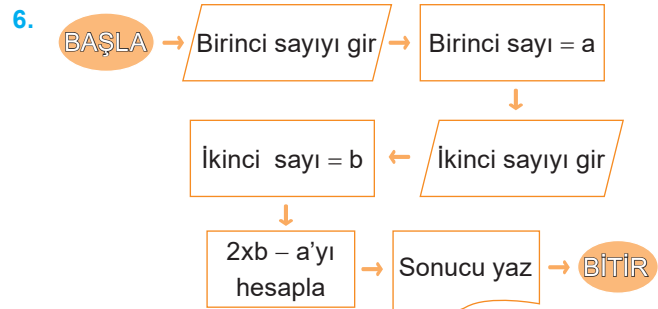 6.
BAŞLA
Birinci sayıyı gir
Birinci sayı = a
İkinci sayıyı gir
İkinci sayı = b
2xb – a'yı
hesapla
Sonucu yaz
BİTİR